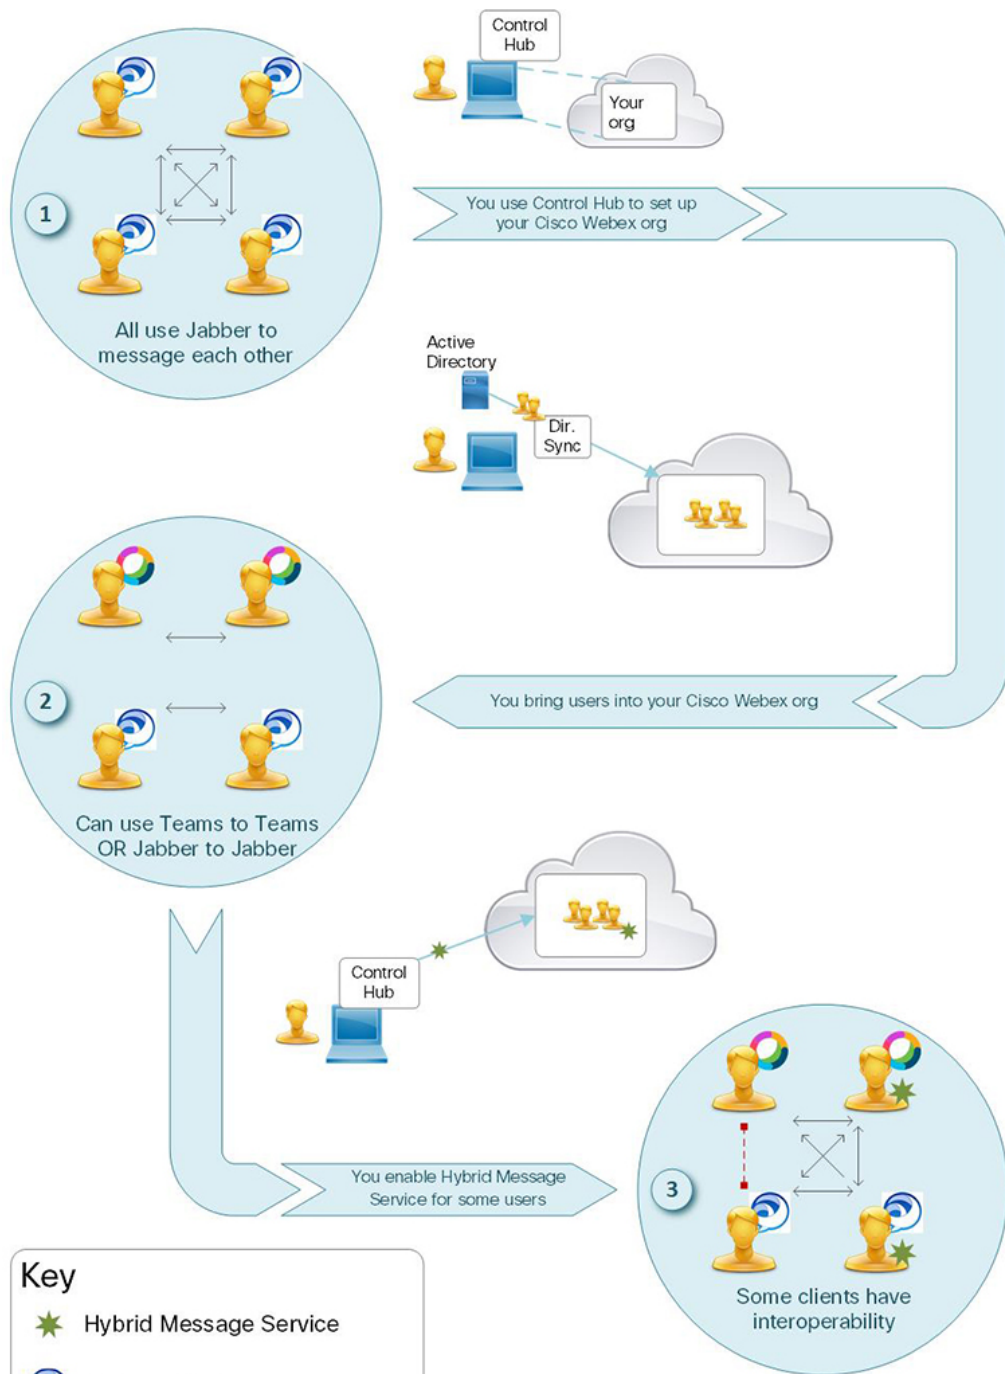 Control
Hub
Your
org
1
You use Control Hub to set up
your Cisco Webex org
All use Jabber to
message each other
Active
Directory
Dir.
Sync
2
You bring users into your Cisco Webex org
Can use Teams to Teams
OR Jabber to Jabber
Control
Hub
You enable Hybrid Message
Service for some users
3
Some clients have
interoperability
Key
Hybrid Message Service